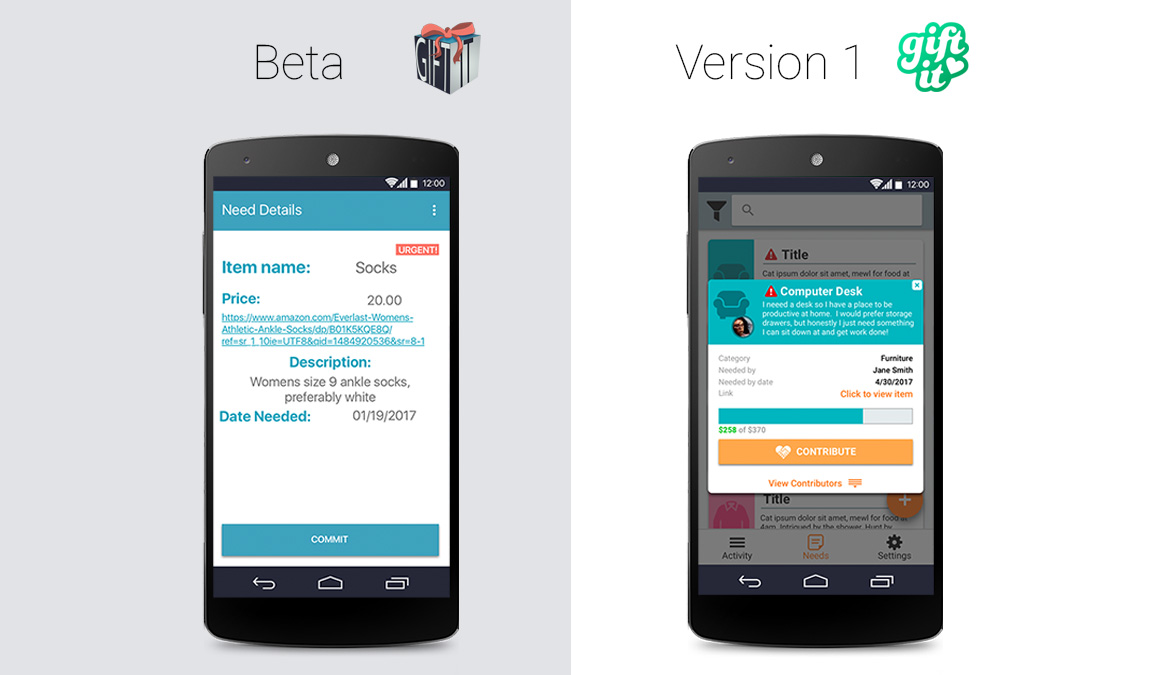 Beta
GIFT IT
12:00
Need Details
URGENT!
Item name:
Socks
Price:
20.00
https://www.amazon.com/Everlast-Womens-
Athletic-Ankle-Socks/dp/B01K5KQE8Q/
ref=sr_1_10ie=UTF8&qid=1484920536&sr=8-1
Description:
Womens size 9 ankle socks,
preferably white
Date Needed:
01/19/2017
COMMIT
Version 1
gift
it
12:00
Title
Cat ipsum dolor sit amet, mewl for food at
Computer Desk
I neeed a desk so I have a place to be
productive at home. I would prefer storage
drawers, but honestly I just need something
I can sit down at and get work done!
Category
Furniture
Needed by
Jane Smith
Needed by date
4/30/2017
Link
Click to view item
$258 of $370
CONTRIBUTE
View Contributors
Title
Cat ipsum dolor sit amet, mewl for food at
4am. Intrigued by the shower. Hunt by
Activity
Needs
Settings